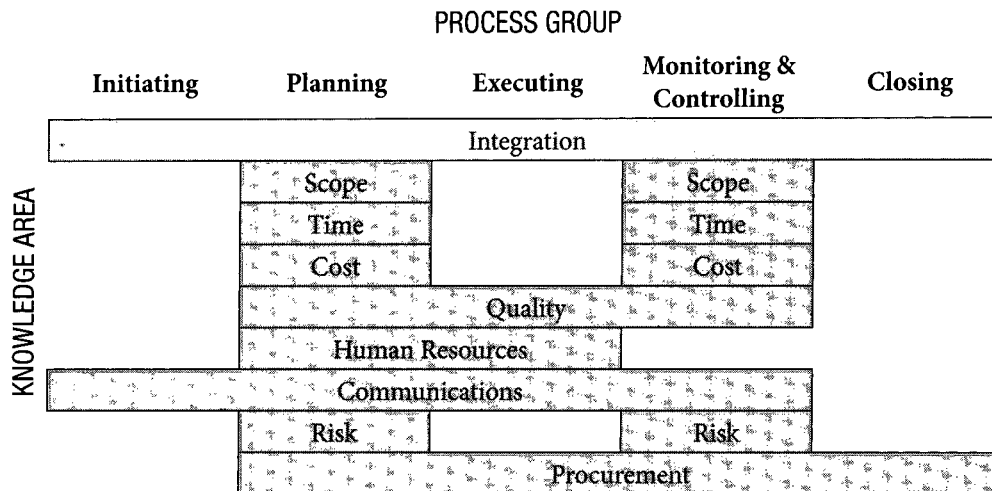 PROCESS GROUP
Initiating Planning Executing Monitoring & Controlling Closing
Integration
Scope Scope
Time Time
Cost Cost
Quality
Human Resources
Communications
Risk Risk
Procurement
KNOWLEDGE AREA